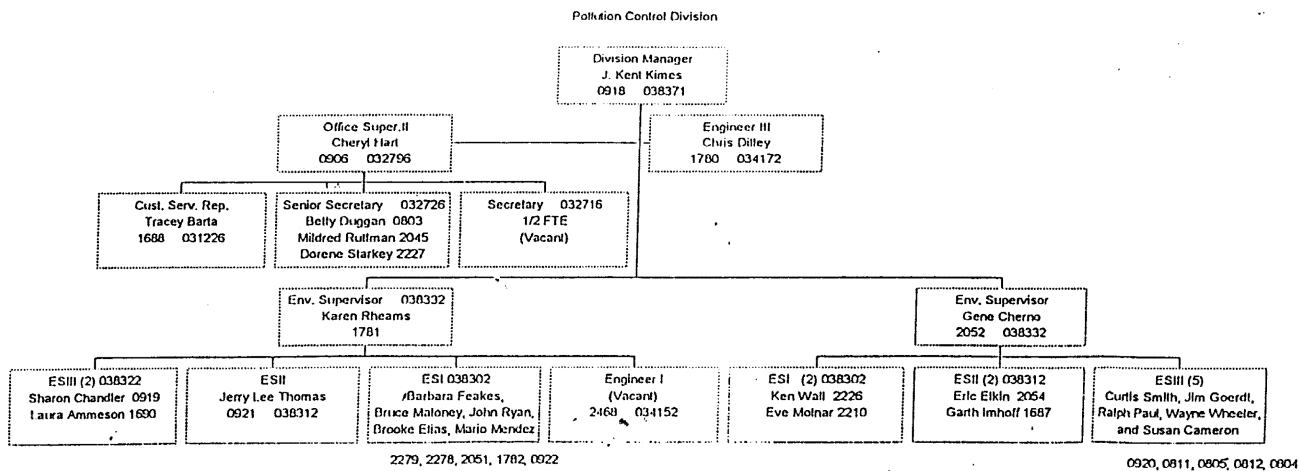 Pollution Control Division
Division Manager
J. Kent Kimes
0918 038371
Office Super.II
Cheryl Hart
0906 032796
Engineer III
Chris Dilley
1780 034172
Cust. Serv. Rep.
Tracey Barta
1688 031226
Senior Secretary 032726
Betty Duggan 0803
Mildred Ruffman 2045
Dorene Starkey 2227
Secretary 032716
1/2 FTE
(Vacant)
Env. Supervisor 038332
Karen Rheams
1781
Env. Supervisor
Gene Cherno
2052 038332
ESIII (2) 038322
Sharon Chandler 0919
Laura Ammeson 1690
ESII
Jerry Lee Thomas
0921 038312
ESI 038302
Barbara Feakes,
Bruce Maloney, John Ryan,
Brooke Elias, Mario Mendez
Engineer I
(Vacant)
2468 034152
ESI (2) 038302
Ken Wall 2226
Eve Molnar 2210
ESII (2) 038312
Eric Elkin 2054
Garth Imhoff 1687
ESIII (5)
Curtis Smith, Jim Goerdt,
Ralph Paul, Wayne Wheeler,
and Susan Cameron
2279, 2278, 2051, 1782, 0922
0920, 0811, 0805, 0812, 0804